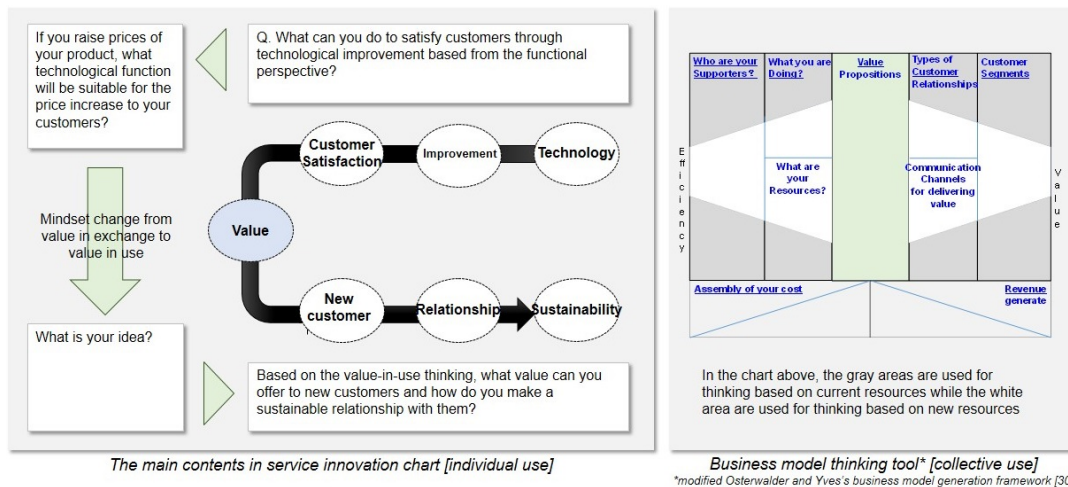 If you raise prices of
your product, what
technological function
will be suitable for the
price increase to your
customers?
Q. What can you do to satisfy customers through
technological improvement based from the functional
perspective?
Customer
Satisfaction
Improvement
Technology
Mindset change from
value in exchange to
value in use
Value
New
customer
Relationship
Sustainability
What is your idea?
Based on the value-in-use thinking, what value can you
offer to new customers and how do you make a
sustainable relationship with them?
The main contents in service innovation chart [individual use]
Who are your
Supporters?
What you are
Doing?
Value
Propositions
Types of
Customer
Relationships
Customer
Segments
Efficiency
What are
your
Resources?
Communication
Channels
for delivering
value
Value
Assembly of your cost
Revenue
generate
In the chart above, the gray areas are used for
thinking based on current resources while the white
area are used for thinking based on new resources
Business model thinking tool* [collective use]
*modified Osterwalder and Yves's business model generation framework [30